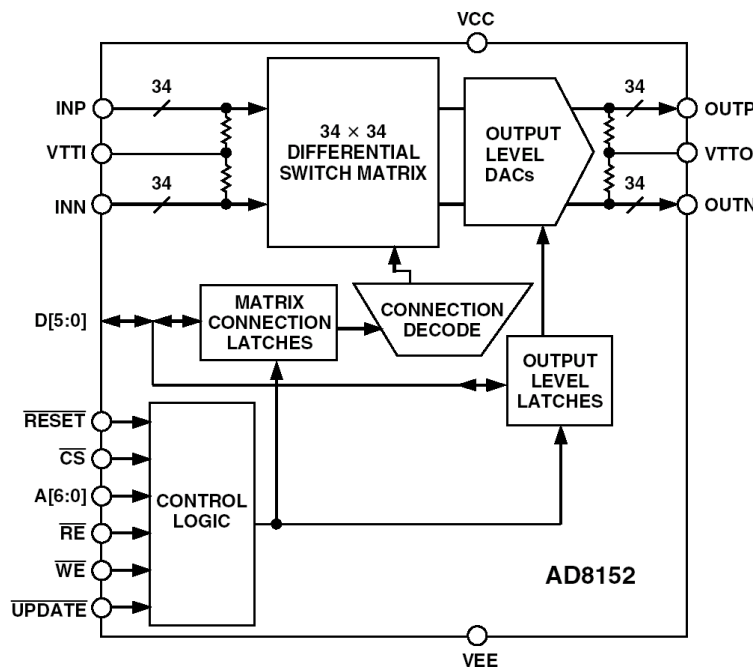 VCC
INP
34
VTTI
INN
34
34 × 34
DIFFERENTIAL
SWITCH MATRIX
OUTPUT
LEVEL
DACs
34
OUTP
VTTO
34
OUTN
D[5:0]
MATRIX
CONNECTION
LATCHES
CONNECTION
DECODE
OUTPUT
LEVEL
LATCHES
RESET
CS
A[6:0]
RE
WE
UPDATE
CONTROL
LOGIC
AD8152
VEE